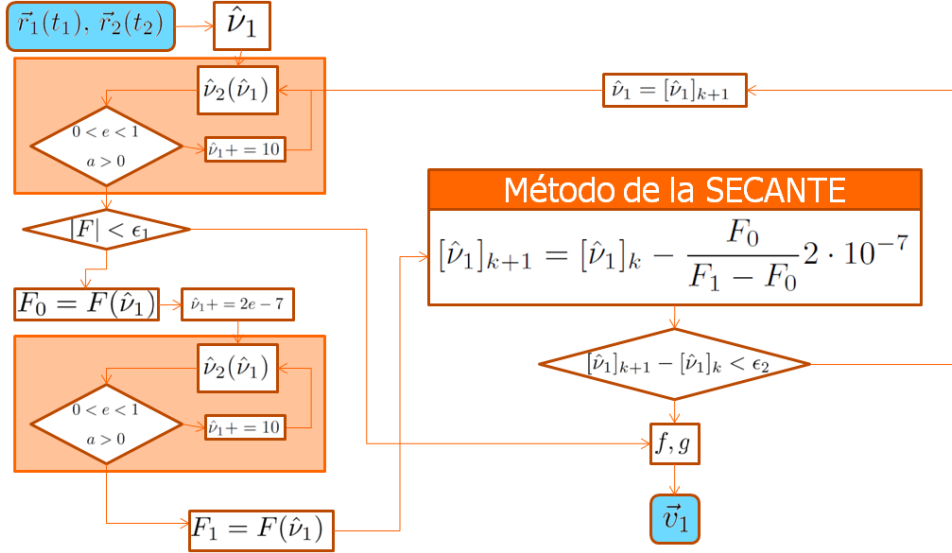 r⃗₁(t₁), r⃗₂(t₂)
ν̂₁
ν̂₂(ν̂₁)
0 < e < 1
a > 0
ν̂₁+ = 10
|F| < ϵ₁
F₀ = F(ν̂₁)
ν̂₁+ = 2e − 7
ν̂₂(ν̂₁)
0 < e < 1
a > 0
ν̂₁+ = 10
F₁ = F(ν̂₁)
ν̂₁ = [ν̂₁]ₖ₊₁
Método de la SECANTE
[ν̂₁]ₖ₊₁ = [ν̂₁]ₖ − F₀ / (F₁ − F₀) 2 · 10⁻⁷
[ν̂₁]ₖ₊₁ − [ν̂₁]ₖ < ϵ₂
f, g
v⃗₁